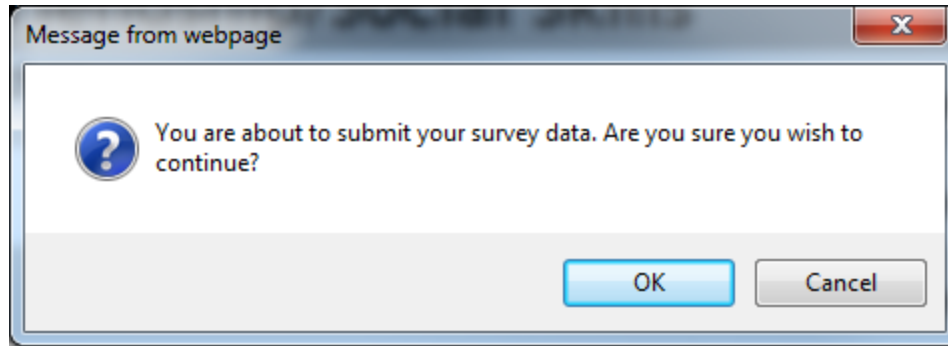 Message from webpage
You are about to submit your survey data. Are you sure you wish to
continue?
OK
Cancel